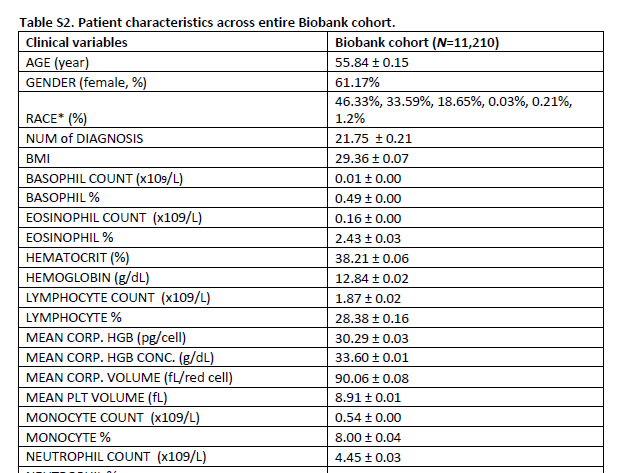 Table S2. Patient characteristics across entire Biobank cohort.
Clinical variables Biobank cohort (N=11,210)
AGE (year) 55.84 ± 0.15
GENDER (female, %) 61.17%
RACE* (%) 46.33%, 33.59%, 18.65%, 0.03%, 0.21%,
1.2%
NUM of DIAGNOSIS 21.75 ± 0.21
BMI 29.36 ± 0.07
BASOPHIL COUNT (x109/L) 0.01 ± 0.00
BASOPHIL % 0.49 ± 0.00
EOSINOPHIL COUNT (x109/L) 0.16 ± 0.00
EOSINOPHIL % 2.43 ± 0.03
HEMATOCRIT (%) 38.21 ± 0.06
HEMOGLOBIN (g/dL) 12.84 ± 0.02
LYMPHOCYTE COUNT (x109/L) 1.87 ± 0.02
LYMPHOCYTE % 28.38 ± 0.16
MEAN CORP. HGB (pg/cell) 30.29 ± 0.03
MEAN CORP. HGB CONC. (g/dL) 33.60 ± 0.01
MEAN CORP. VOLUME (fL/red cell) 90.06 ± 0.08
MEAN PLT VOLUME (fL) 8.91 ± 0.01
MONOCYTE COUNT (x109/L) 0.54 ± 0.00
MONOCYTE % 8.00 ± 0.04
NEUTROPHIL COUNT (x109/L) 4.45 ± 0.03